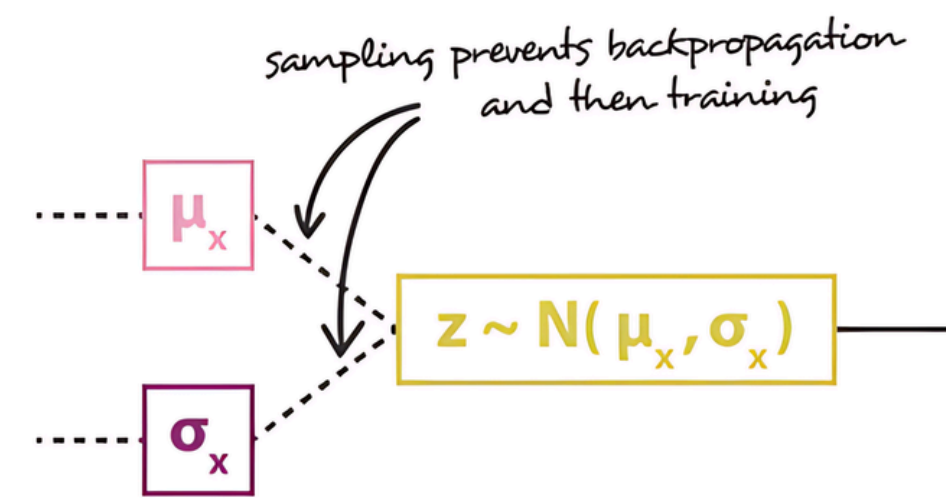 sampling prevents backpropagation
and then training
μₓ
z ~ N( μₓ , σₓ )
σₓ